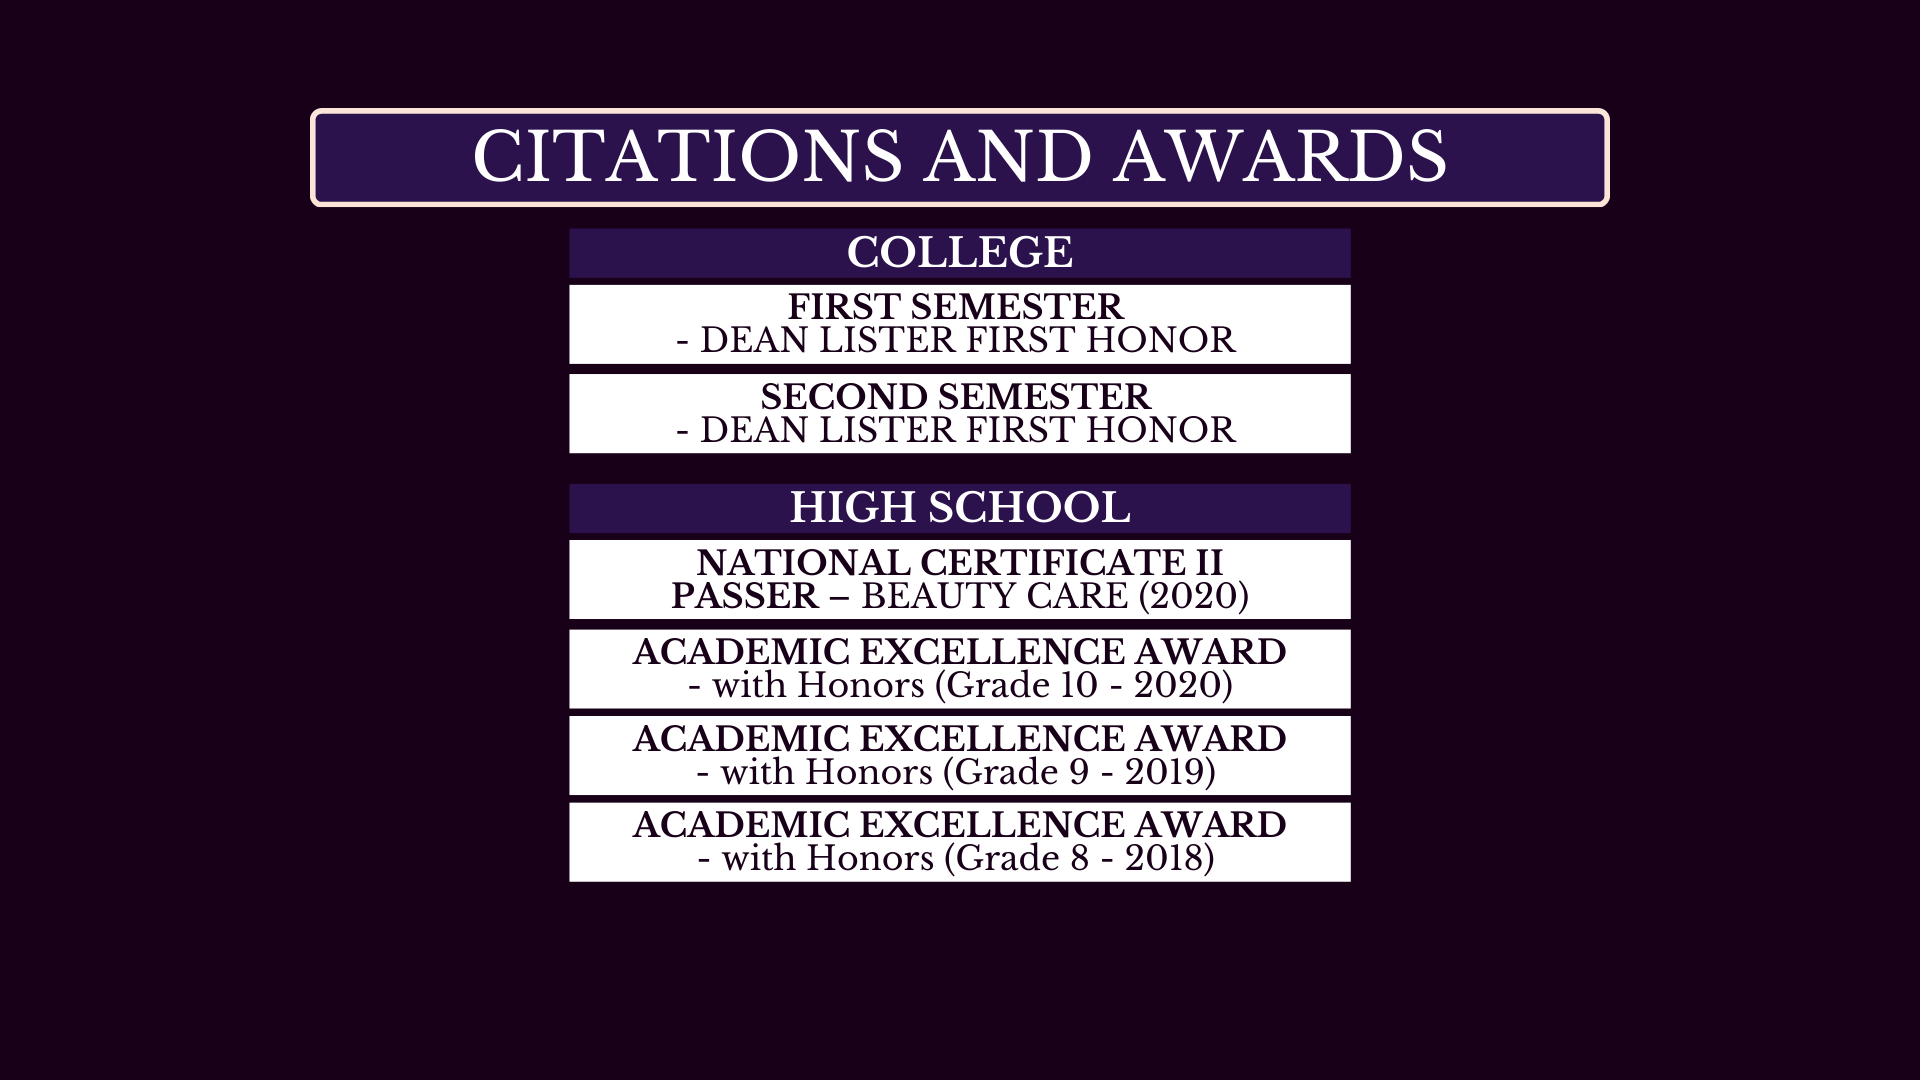 CITATIONS AND AWARDS
COLLEGE
FIRST SEMESTER
- DEAN LISTER FIRST HONOR
SECOND SEMESTER
- DEAN LISTER FIRST HONOR
HIGH SCHOOL
NATIONAL CERTIFICATE II
PASSER – BEAUTY CARE (2020)
ACADEMIC EXCELLENCE AWARD
- with Honors (Grade 10 - 2020)
ACADEMIC EXCELLENCE AWARD
- with Honors (Grade 9 - 2019)
ACADEMIC EXCELLENCE AWARD
- with Honors (Grade 8 - 2018)